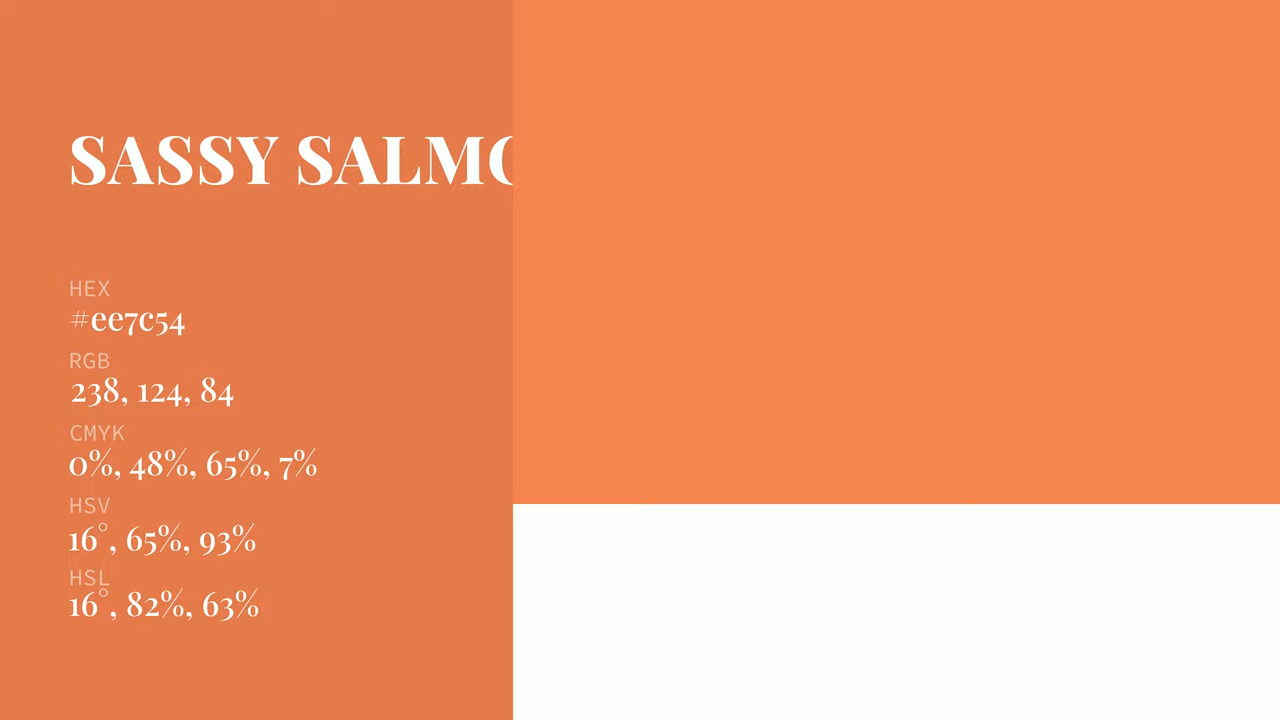 SASSY SALMO
HEX
#ee7c54
RGB
238, 124, 84
CMYK
0%, 48%, 65%, 7%
HSV
16°, 65%, 93%
HSL
16°, 82%, 63%